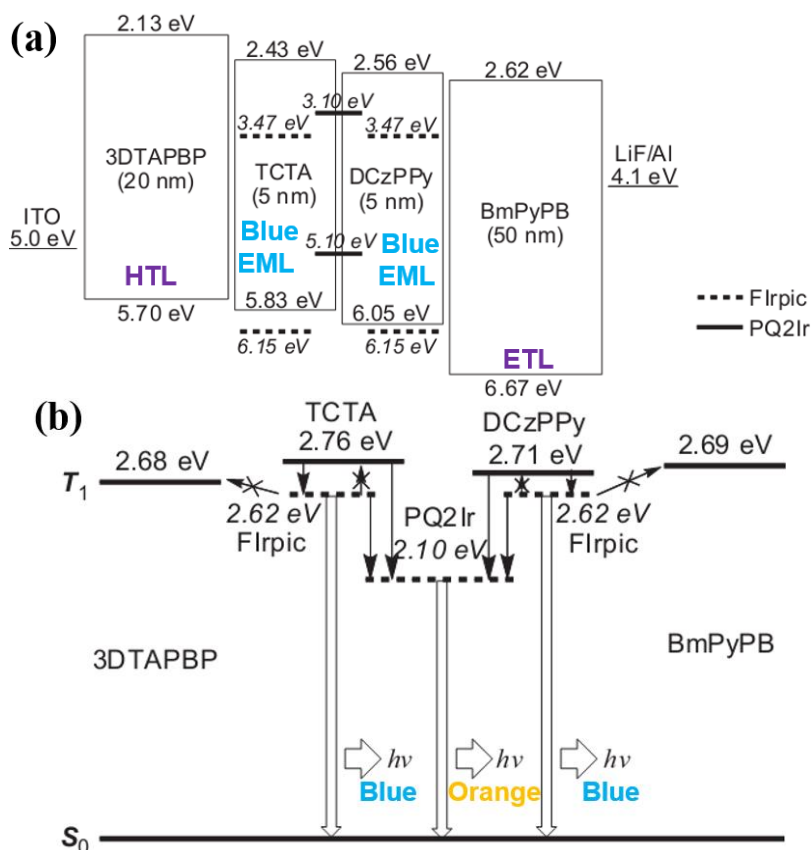 (a)
2.13 eV
2.43 eV
2.56 eV
2.62 eV
3.10 eV
3.47 eV
3.47 eV
3DTAPBP
(20 nm)
TCTA
(5 nm)
DCzPPy
(5 nm)
BmPyPB
(50 nm)
LiF/Al
4.1 eV
ITO
5.0 eV
Blue
EML
5.10 eV
Blue
EML
HTL
5.70 eV
5.83 eV
6.05 eV
6.15 eV
6.15 eV
ETL
6.67 eV
FIrpic
PQ2Ir
(b)
TCTA
2.76 eV
DCzPPy
2.71 eV
2.68 eV
2.69 eV
T1
2.62 eV
FIrpic
PQ2Ir
2.10 eV
2.62 eV
FIrpic
3DTAPBP
BmPyPB
hν
hν
hν
Blue
Orange
Blue
S0